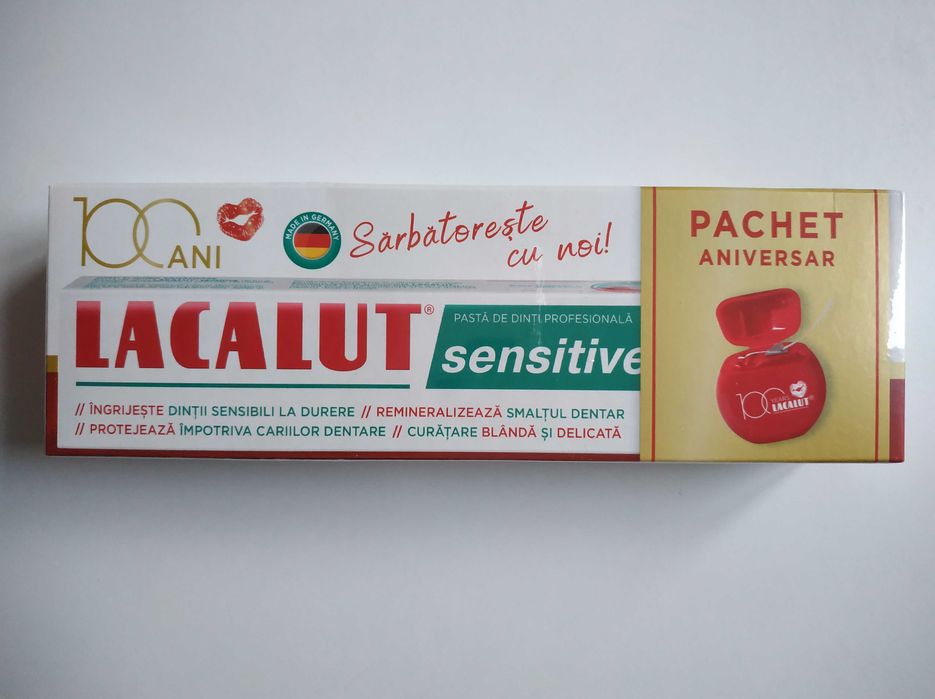 100 ANI
MADE IN GERMANY
Sărbătorește
cu noi!
LACALUT®
PASTĂ DE DINȚI PROFESIONALĂ
sensitive
// ÎNGRIJEȘTE DINȚII SENSIBILI LA DURERE // REMINERALIZEAZĂ SMALȚUL DENTAR
// PROTEJEAZĂ ÎMPOTRIVA CARIILOR DENTARE // CURĂȚARE BLÂNDĂ ȘI DELICATĂ
PACHET
ANIVERSAR
100 YEARS
LACALUT®